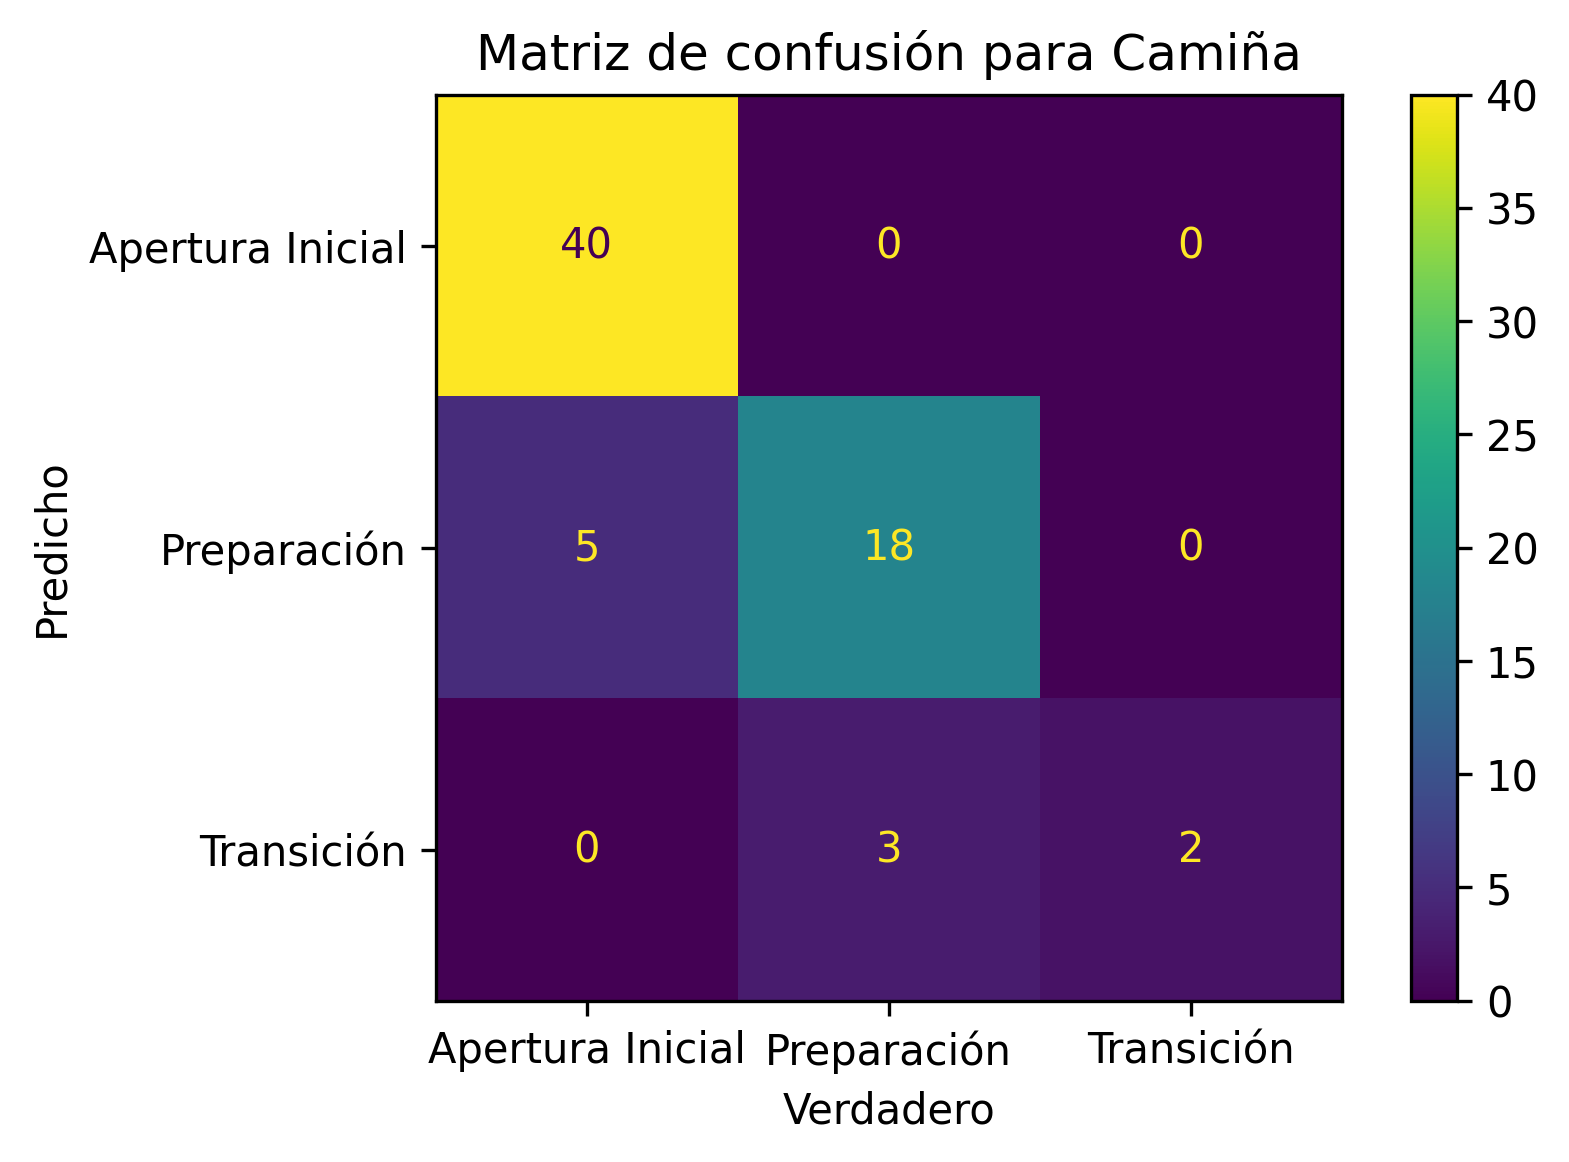 Matriz de confusión para Camiña
Predicho
Apertura Inicial
40 0 0
Preparación
5 18 0
Transición
0 3 2
Apertura Inicial Preparación Transición
Verdadero
40
35
30
25
20
15
10
5
0